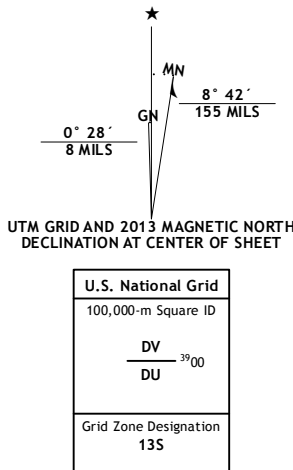 ★
MN
GN
8° 42´
155 MILS
0° 28´
8 MILS
UTM GRID AND 2013 MAGNETIC NORTH
DECLINATION AT CENTER OF SHEET
U.S. National Grid
100,000-m Square ID
DV
3900
DU
Grid Zone Designation
13S